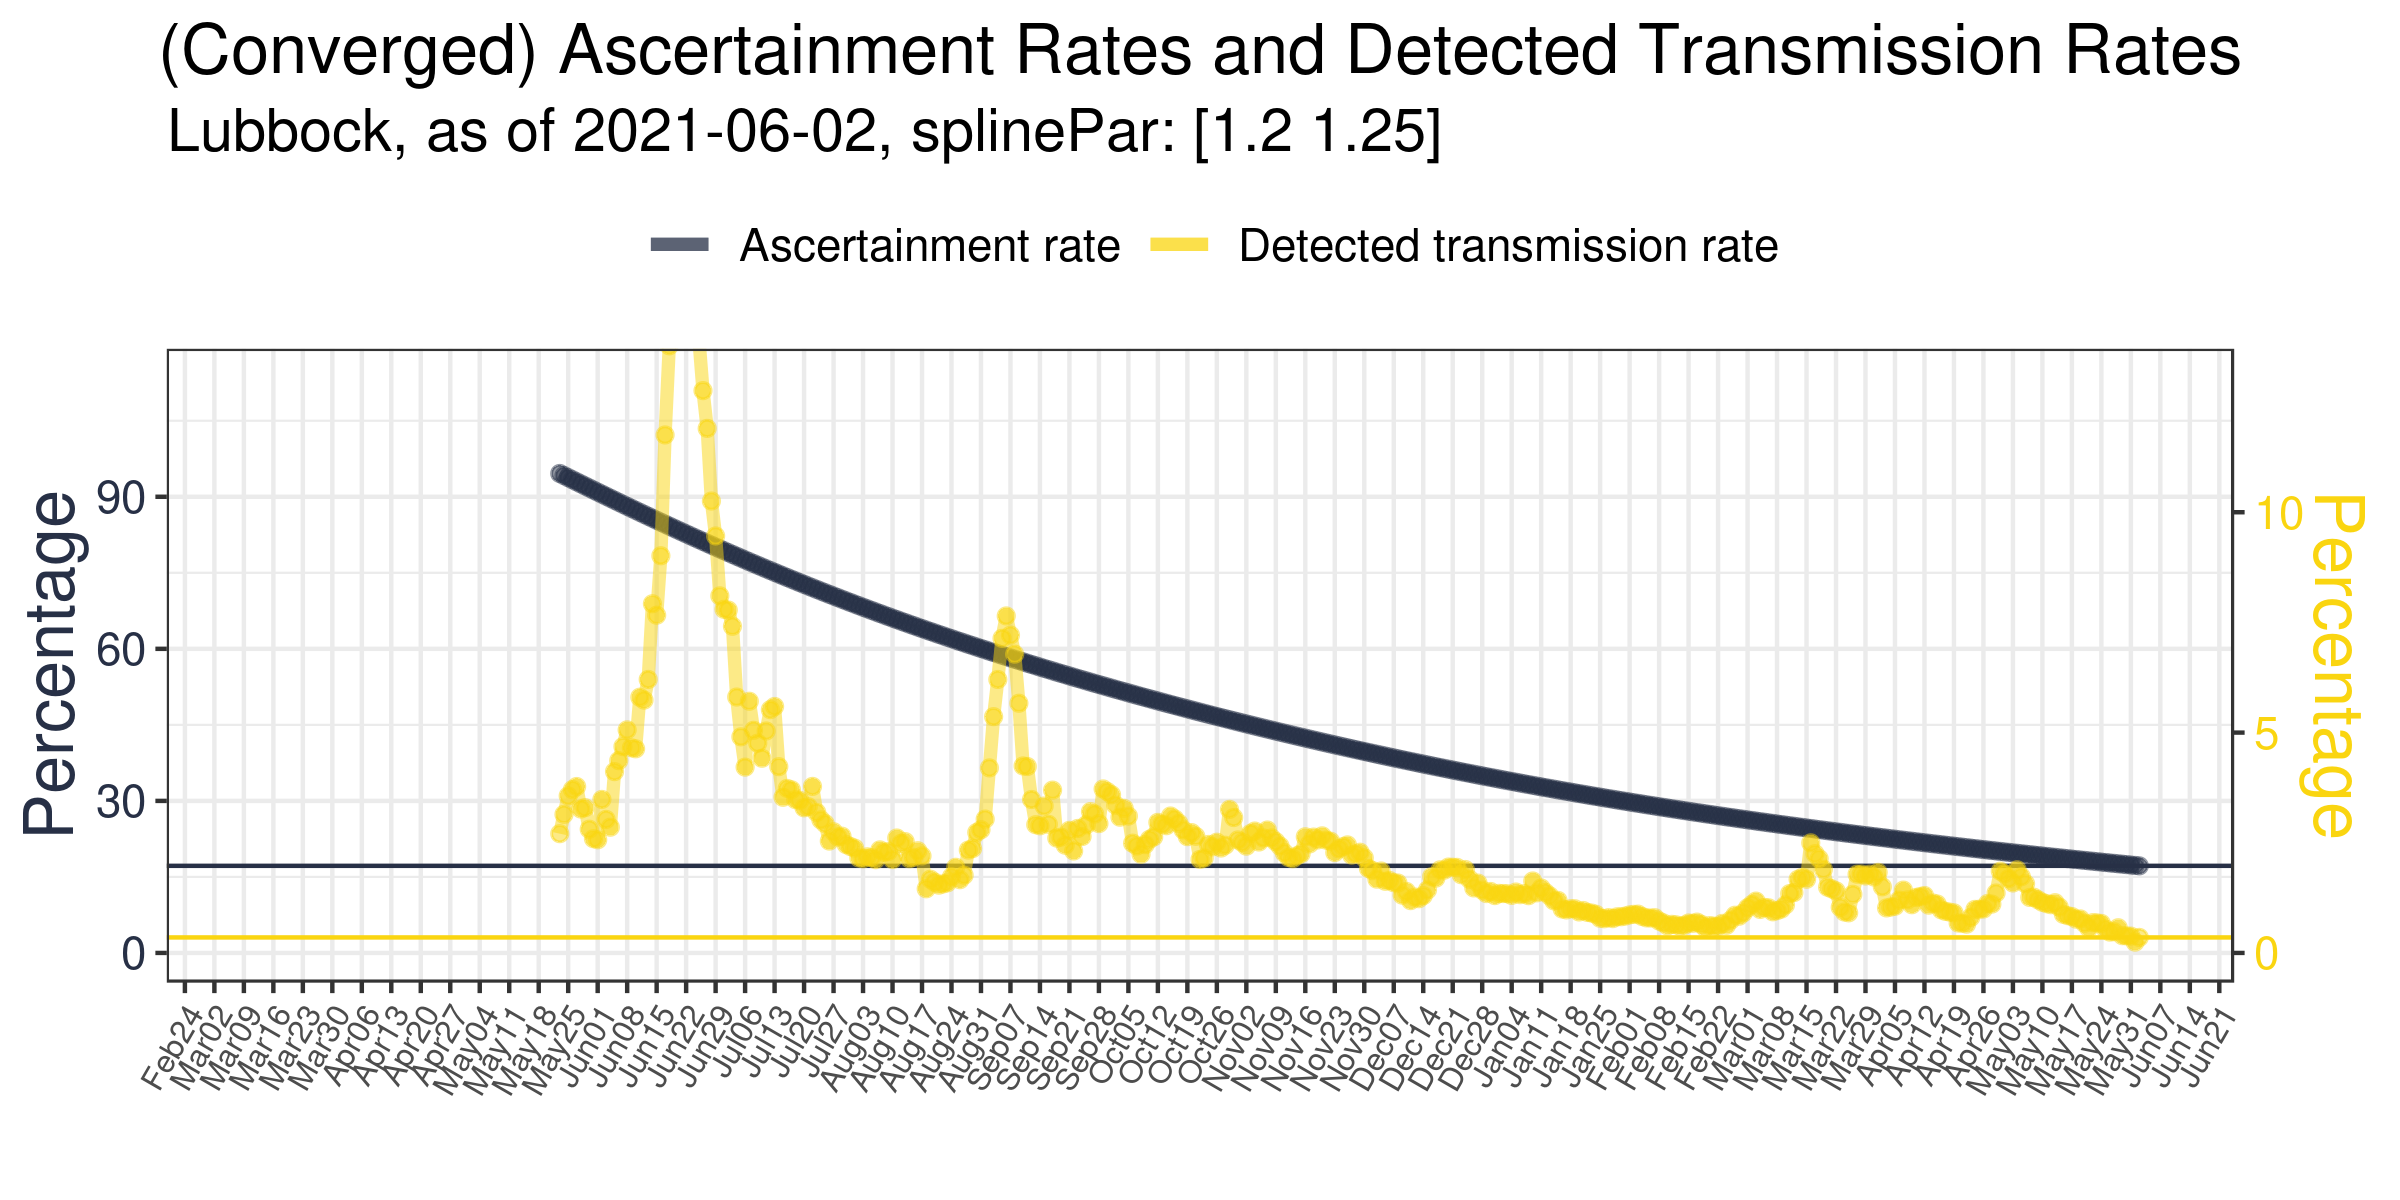 (Converged) Ascertainment Rates and Detected Transmission Rates
Lubbock, as of 2021-06-02, splinePar: [1.2 1.25]
Ascertainment rate
Detected transmission rate
Percentage
90
60
30
0
10
5
0
Percentage
Feb24
Mar02
Mar09
Mar16
Mar23
Mar30
Apr06
Apr13
Apr20
Apr27
May04
May11
May18
May25
Jun01
Jun08
Jun15
Jun22
Jun29
Jul06
Jul13
Jul20
Jul27
Aug03
Aug10
Aug17
Aug24
Aug31
Sep07
Sep14
Sep21
Sep28
Oct05
Oct12
Oct19
Oct26
Nov02
Nov09
Nov16
Nov23
Nov30
Dec07
Dec14
Dec21
Dec28
Jan04
Jan11
Jan18
Jan25
Feb01
Feb08
Feb15
Feb22
Mar01
Mar08
Mar15
Mar22
Mar29
Apr05
Apr12
Apr19
Apr26
May03
May10
May17
May24
May31
Jun07
Jun14
Jun21